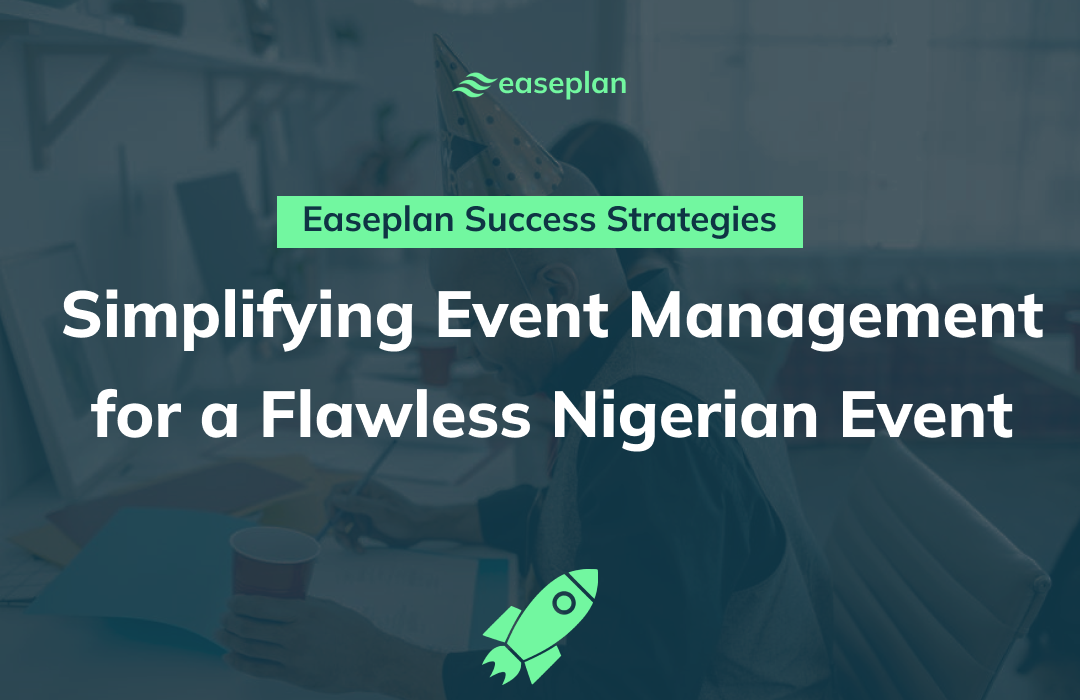 easeplan
Easeplan Success Strategies
Simplifying Event Management
for a Flawless Nigerian Event